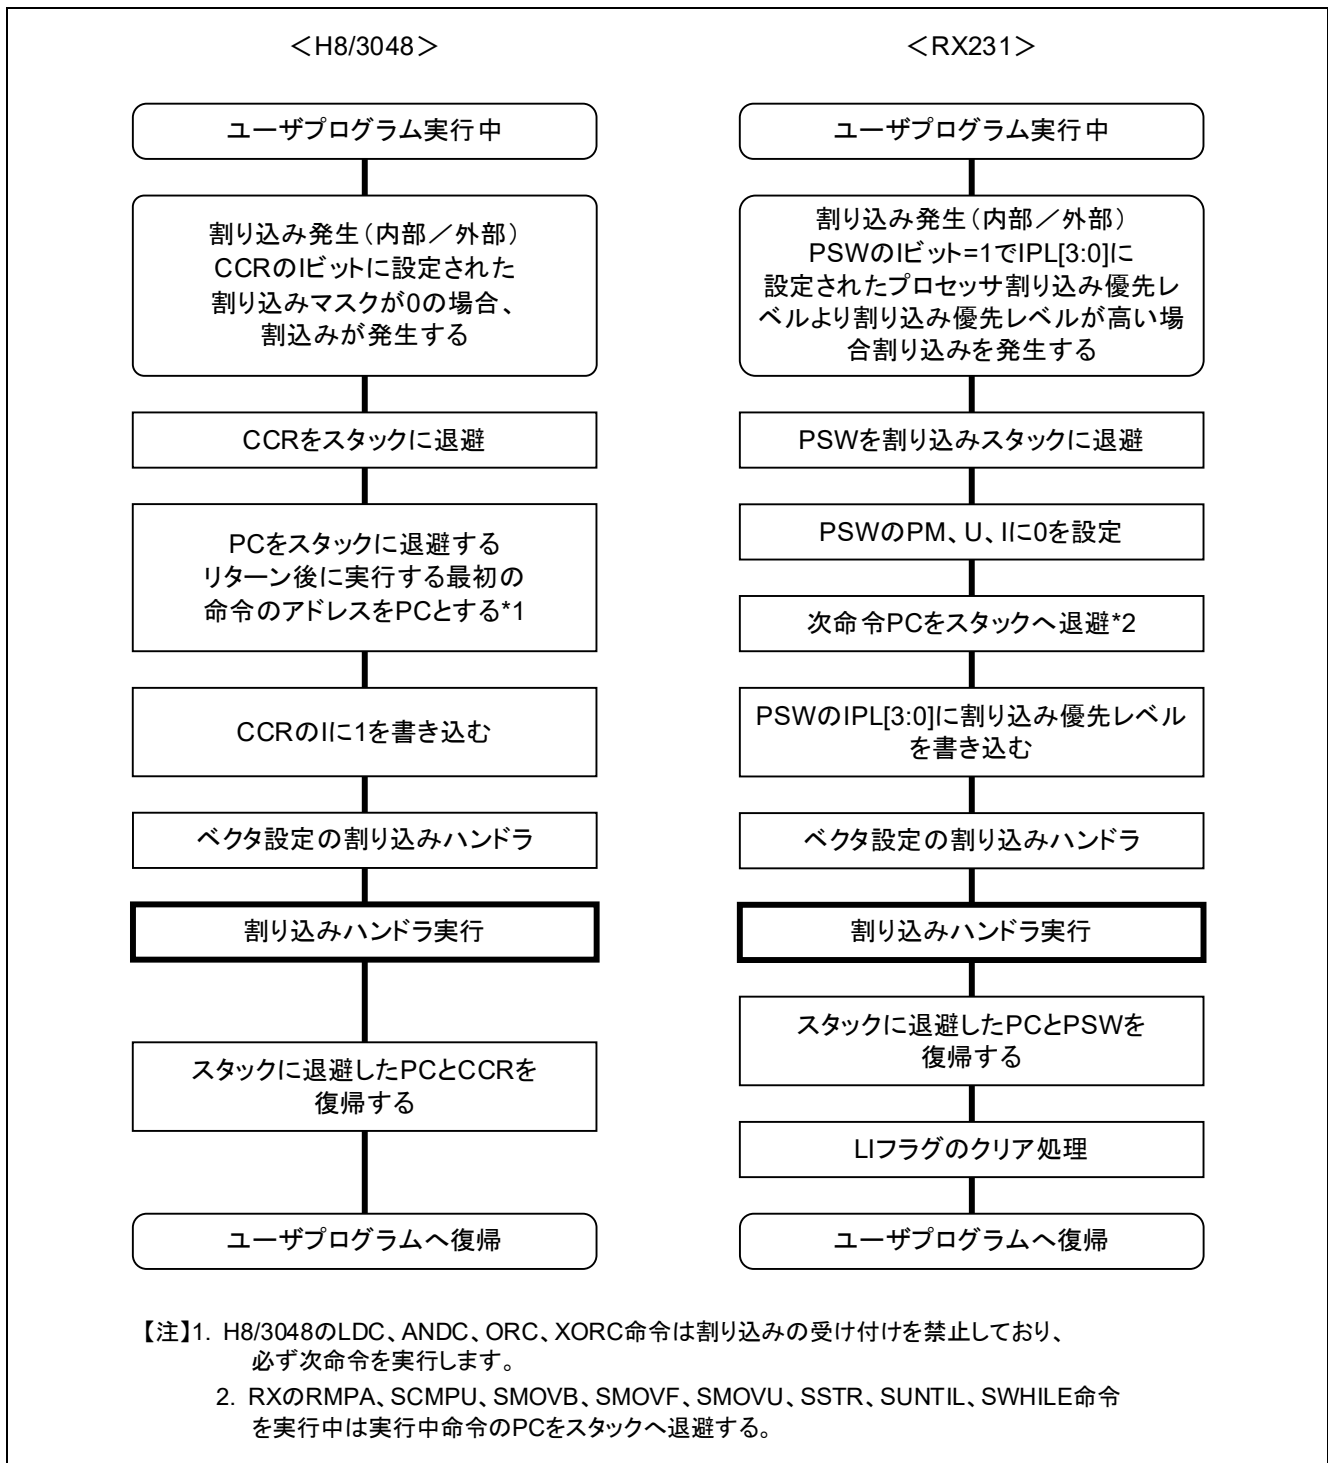 ＜H8/3048＞
ユーザプログラム実行中
割り込み発生（内部／外部）
CCRのIビットに設定された
割り込みマスクが0の場合、
割込みが発生する
CCRをスタックに退避
PCをスタックに退避する
リターン後に実行する最初の
命令のアドレスをPCとする*1
CCRのIに1を書き込む
ベクタ設定の割り込みハンドラ
割り込みハンドラ実行
スタックに退避したPCとCCRを
復帰する
ユーザプログラムへ復帰
＜RX231＞
ユーザプログラム実行中
割り込み発生（内部／外部）
PSWのIビット=1でIPL[3:0]に
設定されたプロセッサ割り込み優先レ
ベルより割り込み優先レベルが高い場
合割り込みを発生する
PSWを割り込みスタックに退避
PSWのPM、U、Iに0を設定
次命令PCをスタックへ退避*2
PSWのIPL[3:0]に割り込み優先レベル
を書き込む
ベクタ設定の割り込みハンドラ
割り込みハンドラ実行
スタックに退避したPCとPSWを
復帰する
LIフラグのクリア処理
ユーザプログラムへ復帰
【注】1. H8/3048のLDC、ANDC、ORC、XORC命令は割り込みの受け付けを禁止しており、
必ず次命令を実行します。
2. RXのRMPA、SCMPU、SMOVB、SMOVF、SMOVU、SSTR、SUNTIL、SWHILE命令
を実行中は実行中命令のPCをスタックへ退避する。